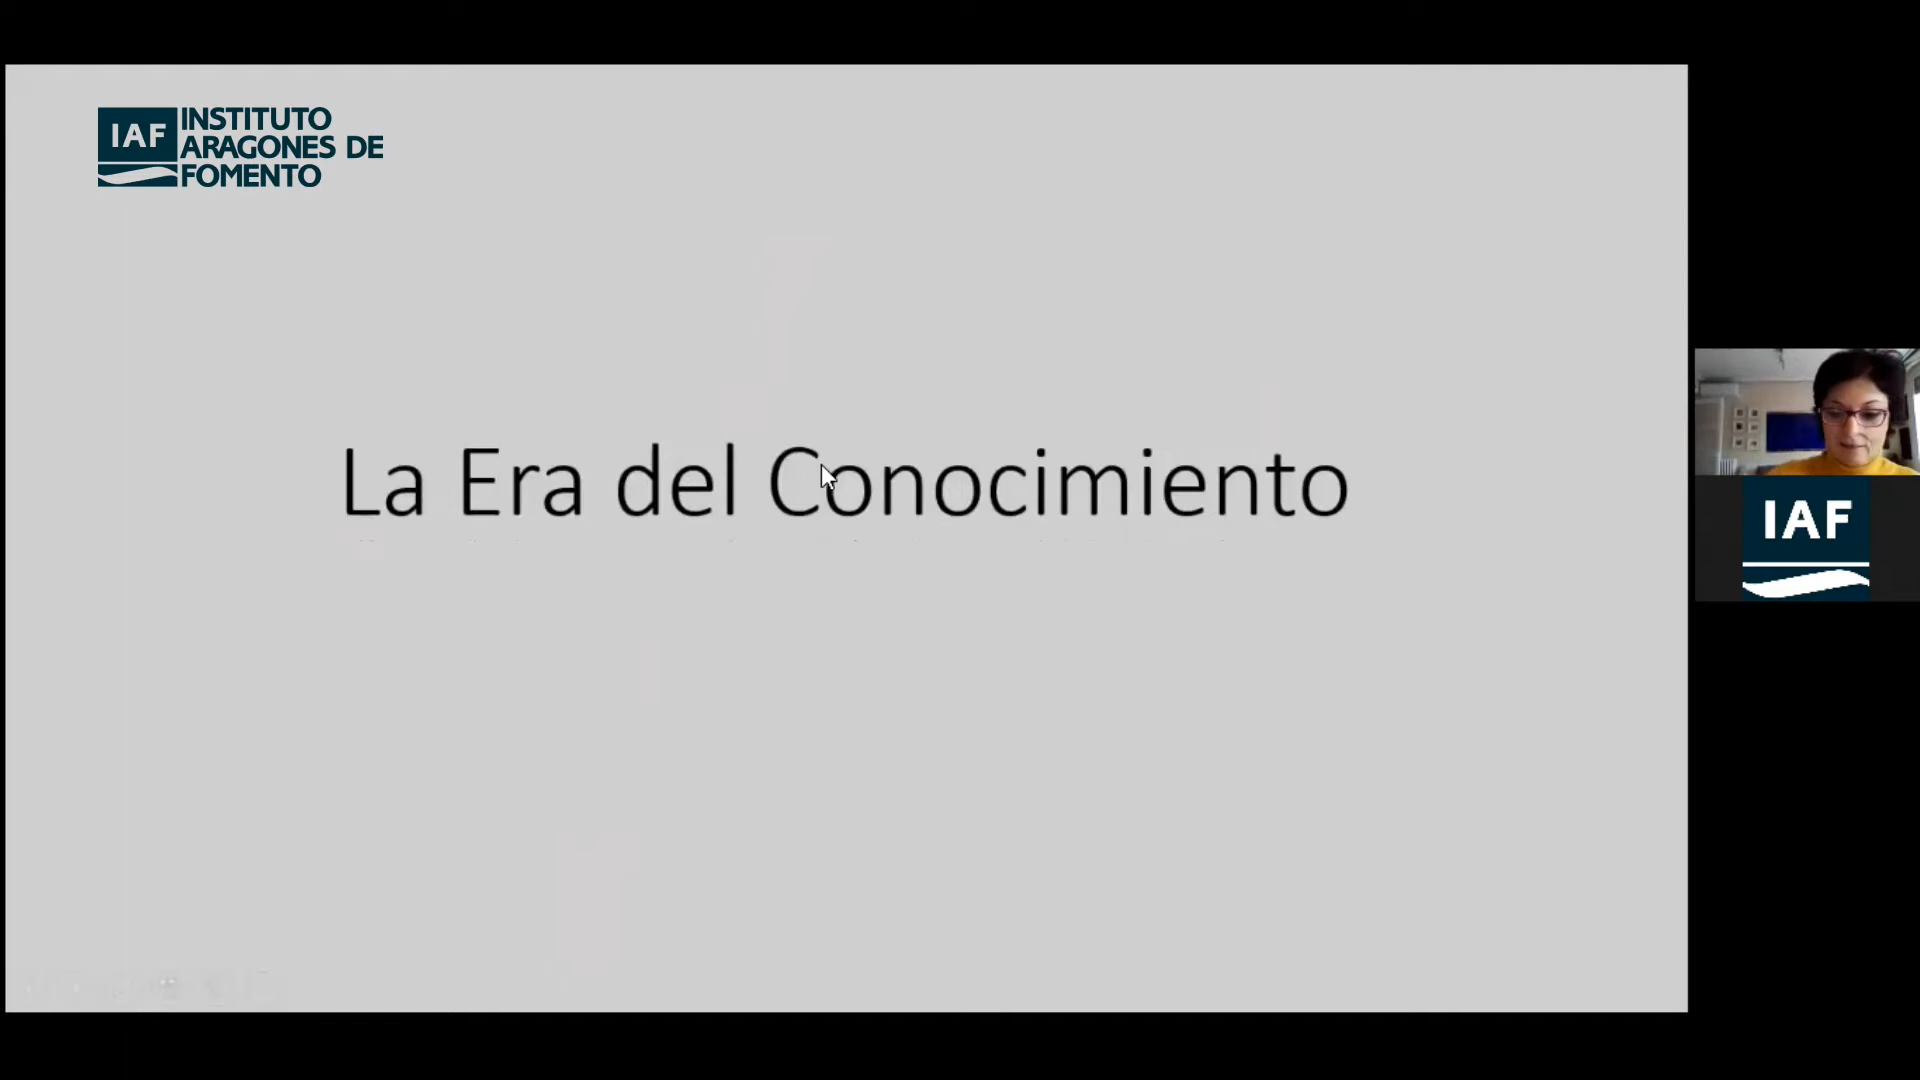 IAF
INSTITUTO
ARAGONES DE
FOMENTO
La Era del Conocimiento
IAF